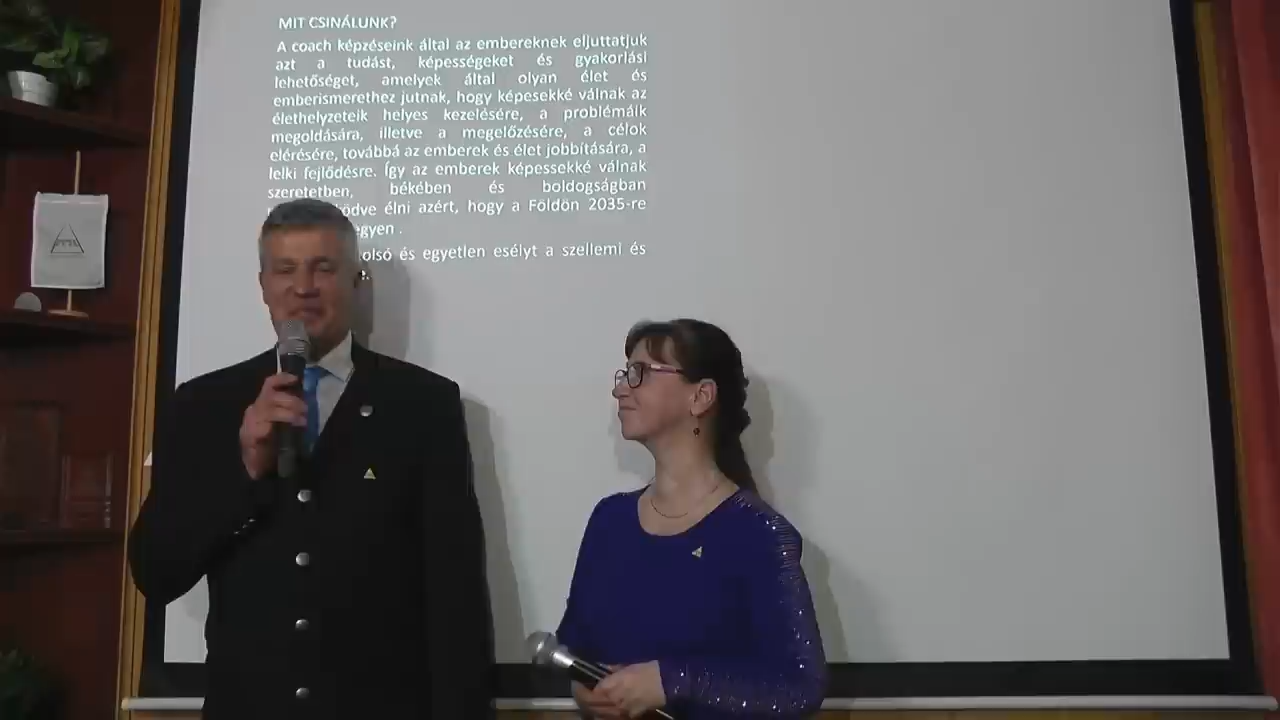 MIT CSINÁLUNK?
A coach képzéseink által az embereknek eljuttatjuk
azt a tudást, képességeket és gyakorlási
lehetőséget, amelyek által olyan élet és
emberismerethez jutnak, hogy képesekké válnak az
élethelyzeteik helyes kezelésére, a problémáik
megoldására, illetve a megelőzésére, a célok
elérésére, továbbá az emberek és élet jobbítására, a
lelki fejlődésre. Így az emberek képessekké válnak
szeretetben, békében és boldogságban
ködve élni azért, hogy a Földön 2035-re
egyen .
olsó és egyetlen esélyt a szellemi és